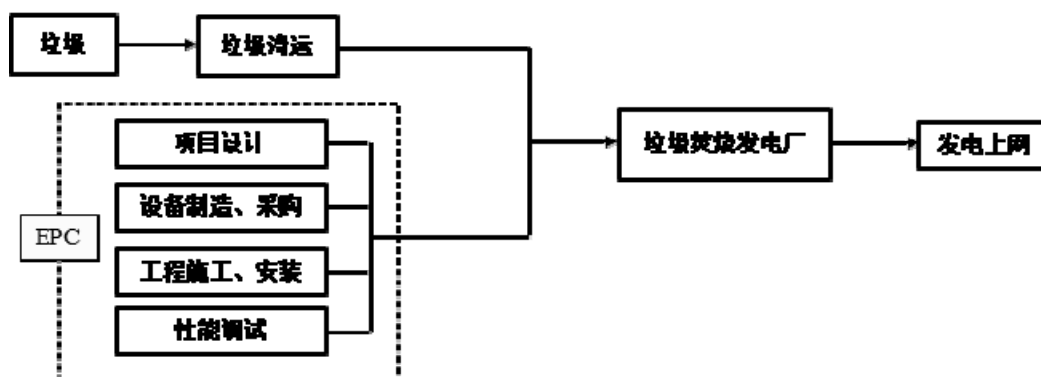 垃圾
垃圾清运
项目设计
设备制造、采购
EPC
工程施工、安装
性能调试
垃圾焚烧发电厂
发电上网